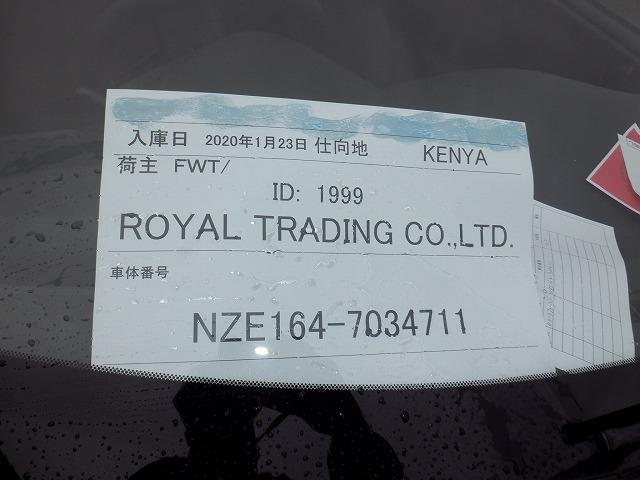 入庫日 2020年1月23日 仕向地 KENYA
荷主 FWT/
ID: 1999
ROYAL TRADING CO.,LTD.
車体番号
NZE164-7034711